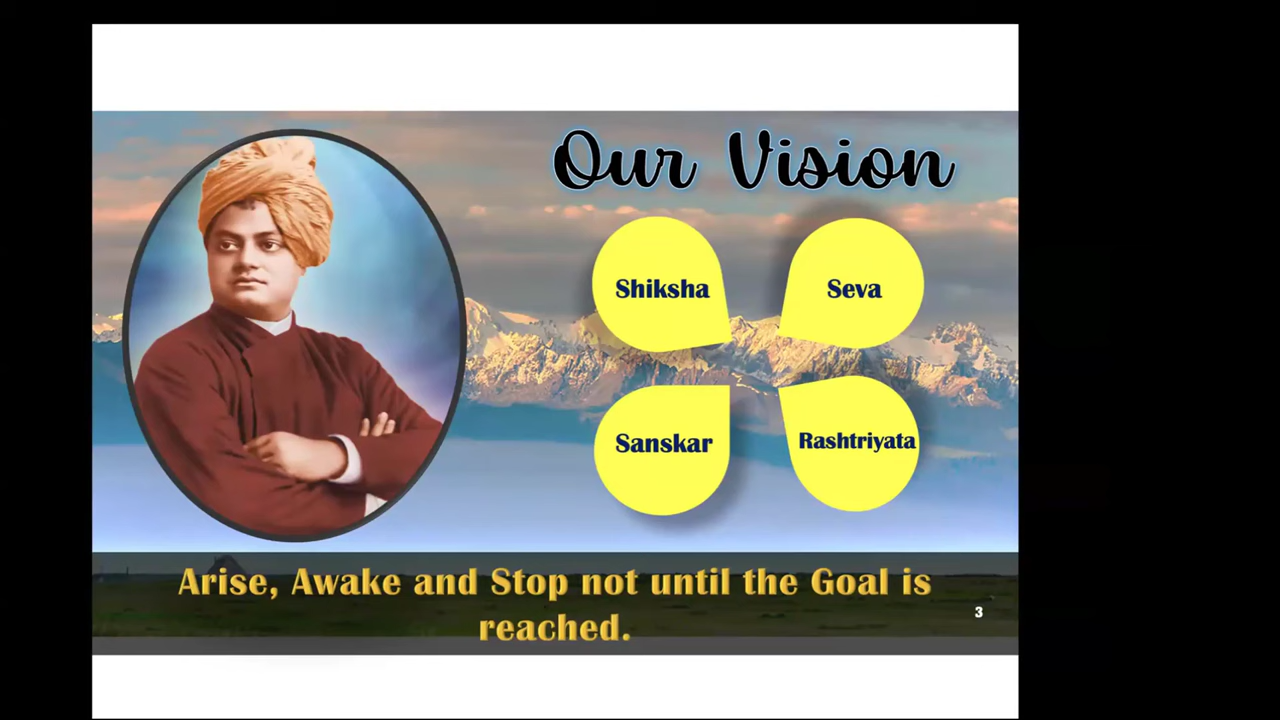 Our Vision
Shiksha
Seva
Sanskar
Rashtriyata
Arise, Awake and Stop not until the Goal is
reached.
3